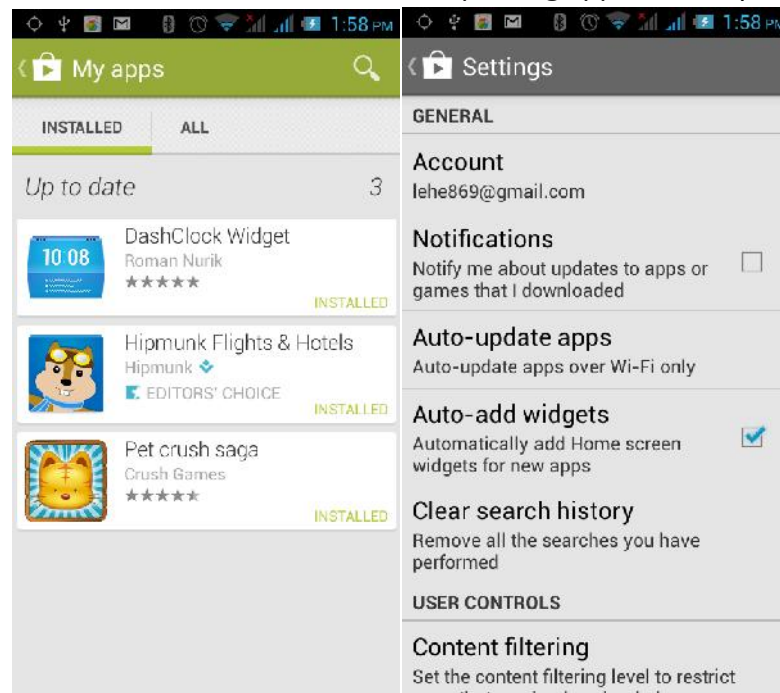 1:58 PM
My apps
INSTALLED ALL
Up to date 3
10:08
DashClock Widget
Roman Nurik
INSTALLED
Hipmunk Flights & Hotels
Hipmunk
EDITORS' CHOICE
INSTALLED
Pet crush saga
Crush Games
INSTALLED
1:58 PM
Settings
GENERAL
Account
lehe869@gmail.com
Notifications
Notify me about updates to apps or
games that I downloaded
Auto-update apps
Auto-update apps over Wi-Fi only
Auto-add widgets
Automatically add Home screen
widgets for new apps
Clear search history
Remove all the searches you have
performed
USER CONTROLS
Content filtering
Set the content filtering level to restrict